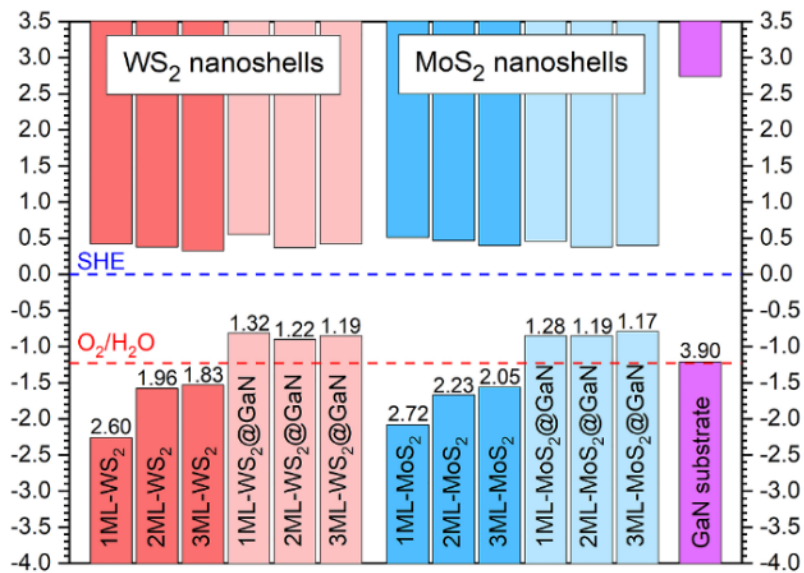 3.5
3.0
2.5
2.0
1.5
1.0
0.5
0.0
-0.5
-1.0
-1.5
-2.0
-2.5
-3.0
-3.5
-4.0
WS₂ nanoshells
MoS₂ nanoshells
SHE
O₂/H₂O
2.60
1.96
1.83
1.32
1.22
1.19
2.72
2.23
2.05
1.28
1.19
1.17
3.90
1ML-WS₂
2ML-WS₂
3ML-WS₂
1ML-WS₂@GaN
2ML-WS₂@GaN
3ML-WS₂@GaN
1ML-MoS₂
2ML-MoS₂
3ML-MoS₂
1ML-MoS₂@GaN
2ML-MoS₂@GaN
3ML-MoS₂@GaN
GaN substrate
3.5
3.0
2.5
2.0
1.5
1.0
0.5
0.0
-0.5
-1.0
-1.5
-2.0
-2.5
-3.0
-3.5
-4.0